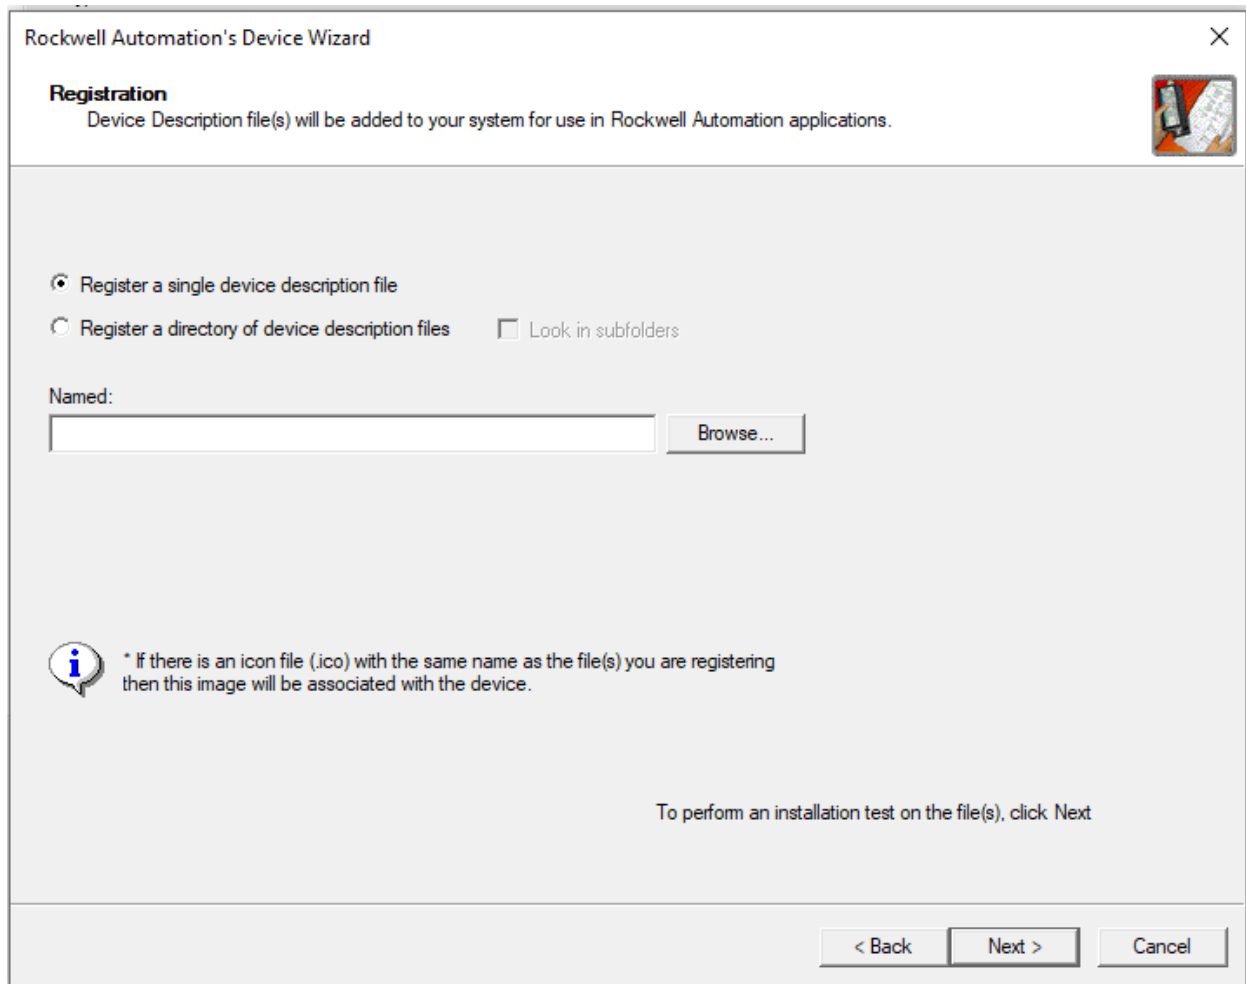 Rockwell Automation's Device Wizard
Registration
Device Description file(s) will be added to your system for use in Rockwell Automation applications.
Register a single device description file
Register a directory of device description files
Look in subfolders
Named:
Browse...
i
* If there is an icon file (.ico) with the same name as the file(s) you are registering
then this image will be associated with the device.
To perform an installation test on the file(s), click Next
< Back
Next >
Cancel